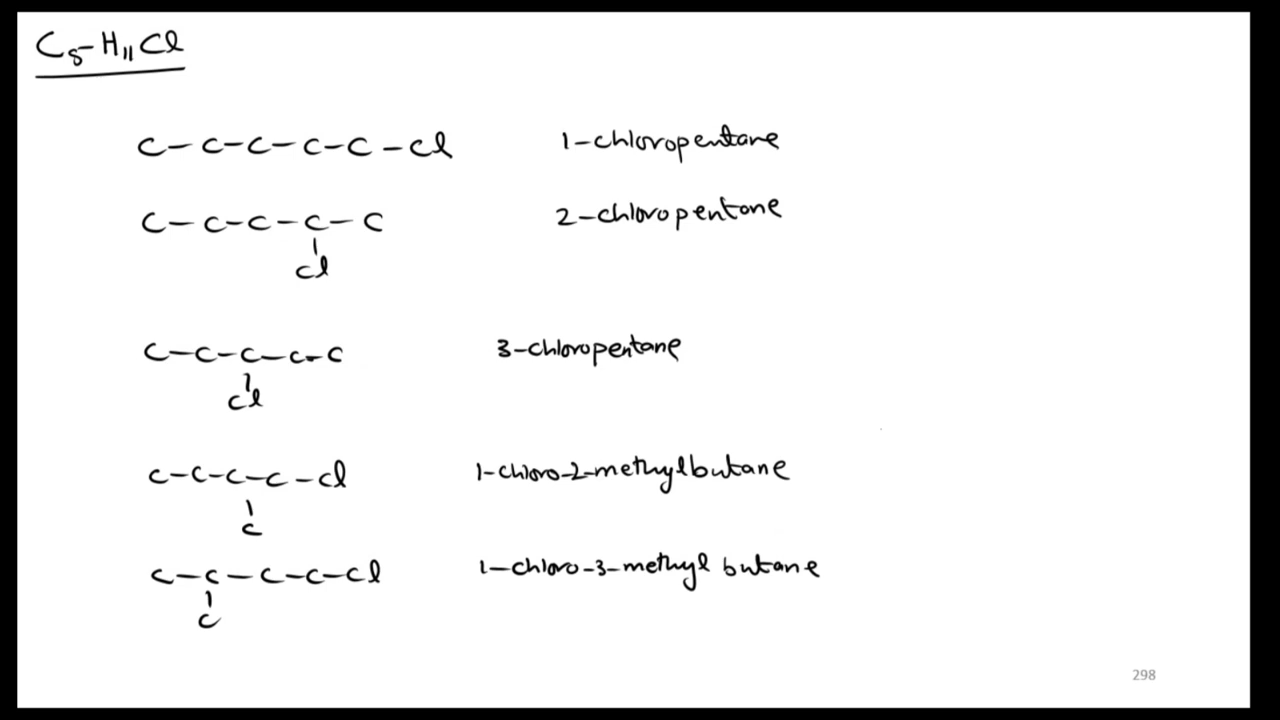 C5-H11Cl
C-C-C-C-C-Cl 1-chloropentane
C-C-C-C-C 2-chloropentane
Cl
C-C-C-C-C 3-chloropentane
Cl
C-C-C-C-Cl 1-chloro-2-methylbutane
C
C-C-C-C-Cl 1-chloro-3-methyl butane
C
298